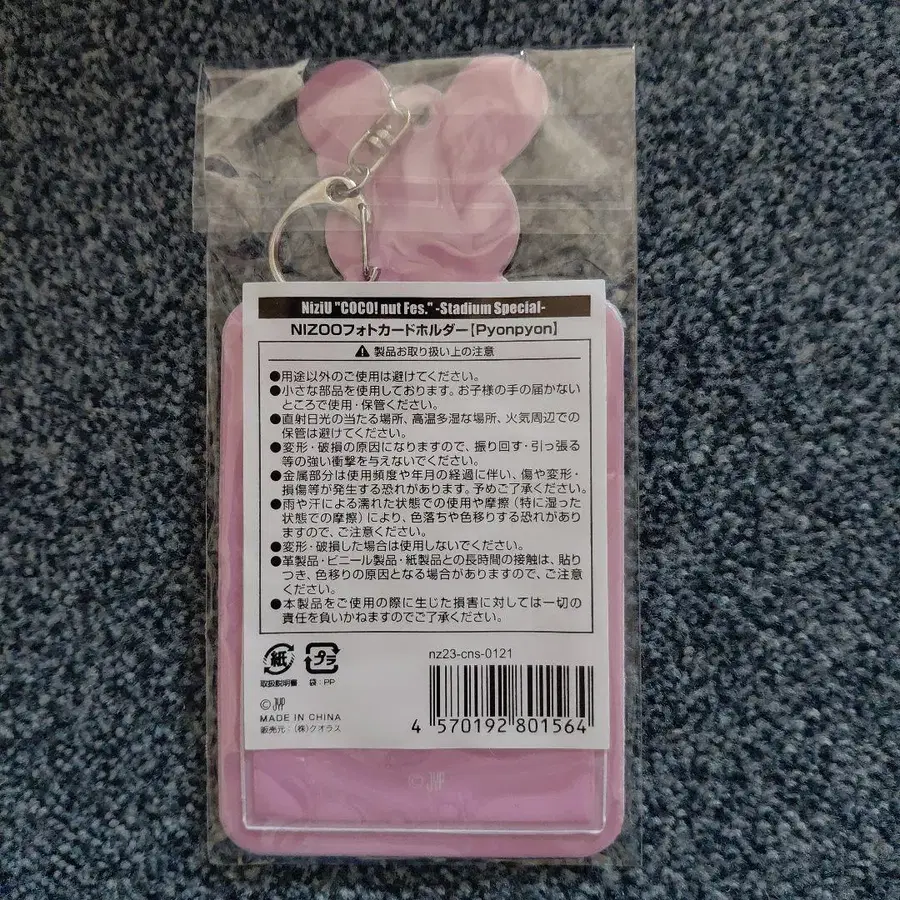 NiziU "COCO! nut Fes." -Stadium Special-
NIZOOフォトカードホルダー【Pyonpyon】
製品お取り扱い上の注意
●用途以外のご使用は避けてください。
●小さな部品を使用しております。お子様の手の届かない
ところで使用・保管ください。
●直射日光の当たる場所、高温多湿な場所、火気周辺での
保管は避けてください。
●変形・破損の原因になりますので、振り回す・引っ張る
等の強い衝撃を与えないでください。
●金属部分は使用頻度や年月の経過に伴い、傷や変形・
損傷等が発生する恐れがあります。予めご了承ください。
●雨や汗による濡れた状態での使用や摩擦（特に湿った
状態での摩擦）により、色落ちや色移りする恐れがあり
ますので、ご注意ください。
●変形・破損した場合は使用しないでください。
●革製品・ビニール製品・紙製品との長時間の接触は、貼り
つき、色移りの原因となる場合がありますので、ご注意
ください。
●本製品をご使用の際に生じた損害に対しては一切の
責任を負いかねますのでご了承ください。
紙 プラ
取扱説明書 袋：PP
nz23-cns-0121
©JYP
MADE IN CHINA
販売元：(株)クオラス
4 570192 801564
©JYP